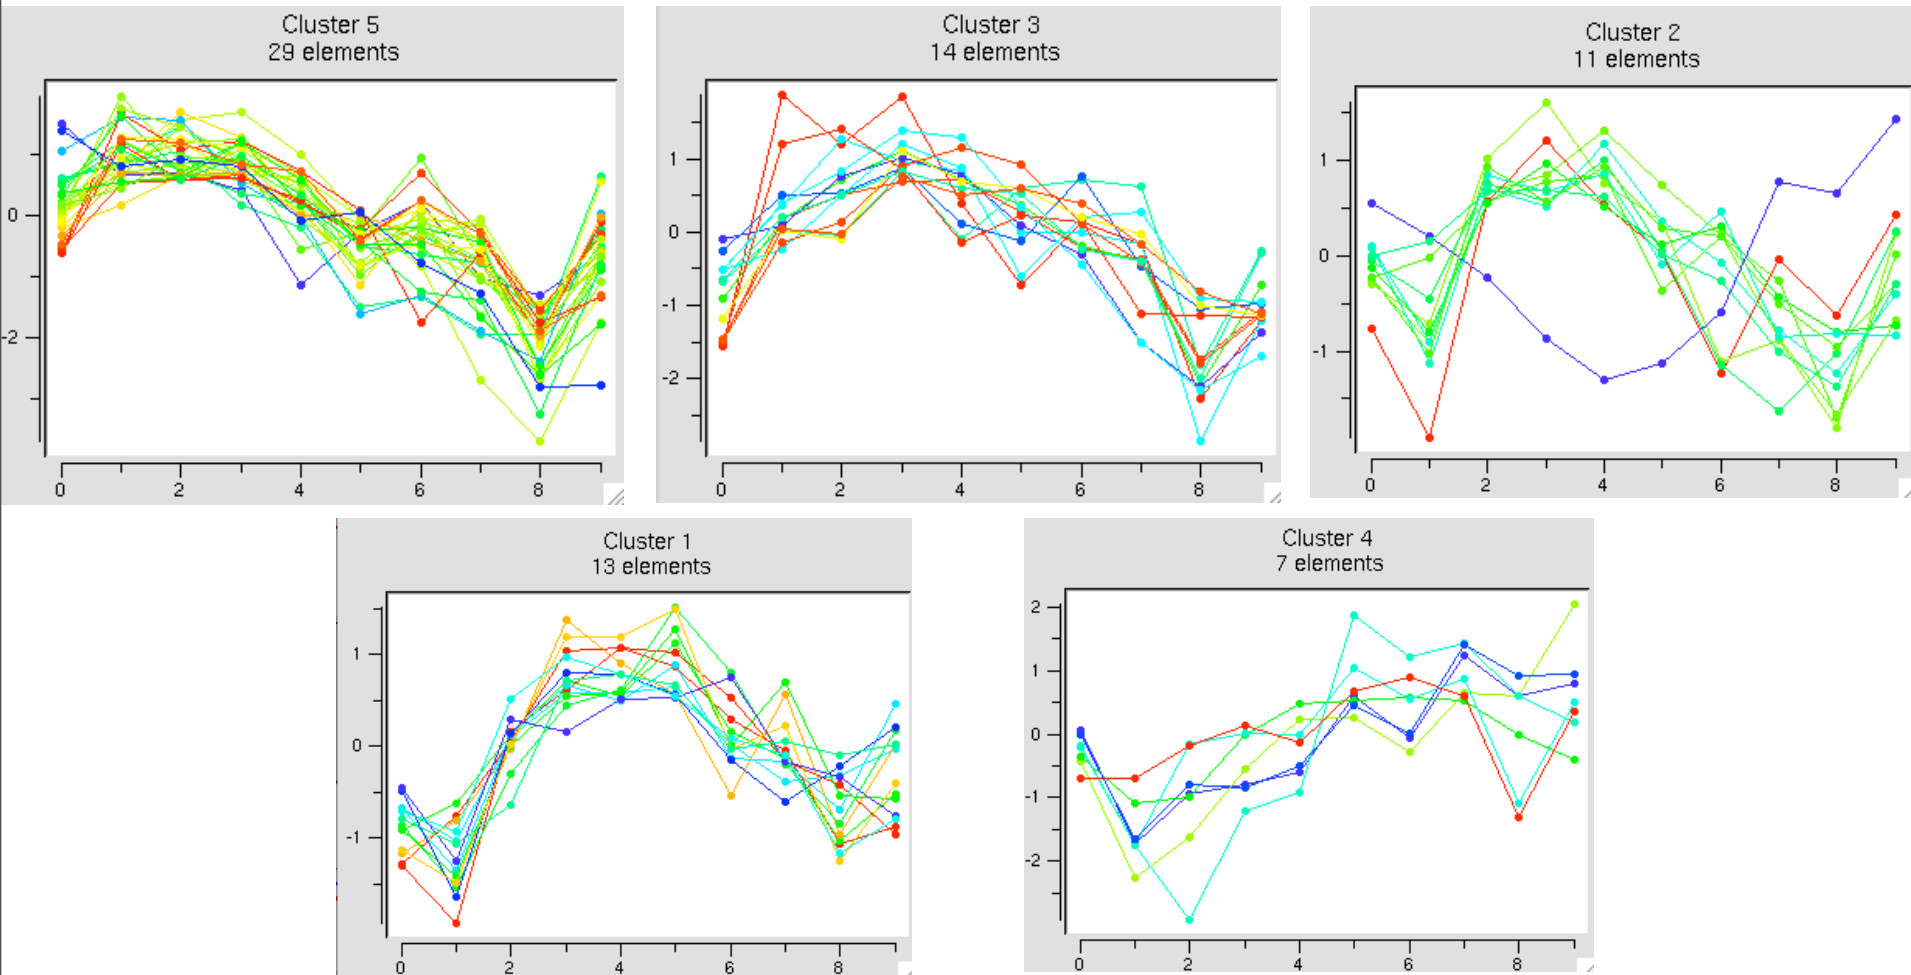 Cluster 5
29 elements
0
-2
0 2 4 6 8
Cluster 3
14 elements
1
0
-1
-2
0 2 4 6 8
Cluster 2
11 elements
1
0
-1
0 2 4 6 8
Cluster 1
13 elements
1
0
-1
0 2 4 6 8
Cluster 4
7 elements
2
1
0
-1
-2
0 2 4 6 8